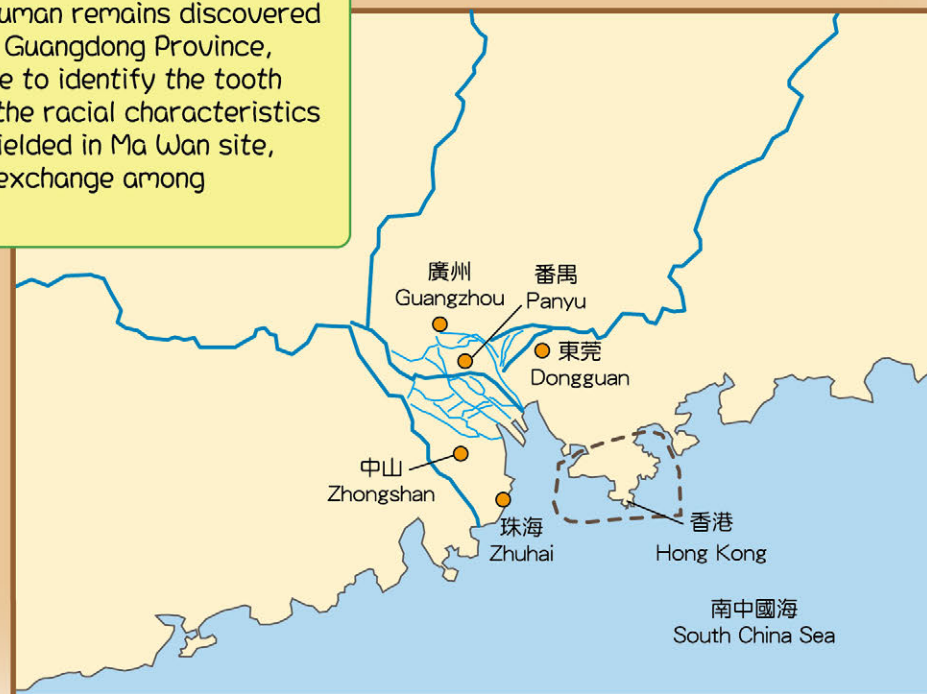 uman remains discovered
Guangdong Province,
e to identify the tooth
the racial characteristics
ielded in Ma Wan site,
exchange among
廣州
Guangzhou
番禺
Panyu
東莞
Dongguan
中山
Zhongshan
珠海
Zhuhai
香港
Hong Kong
南中國海
South China Sea